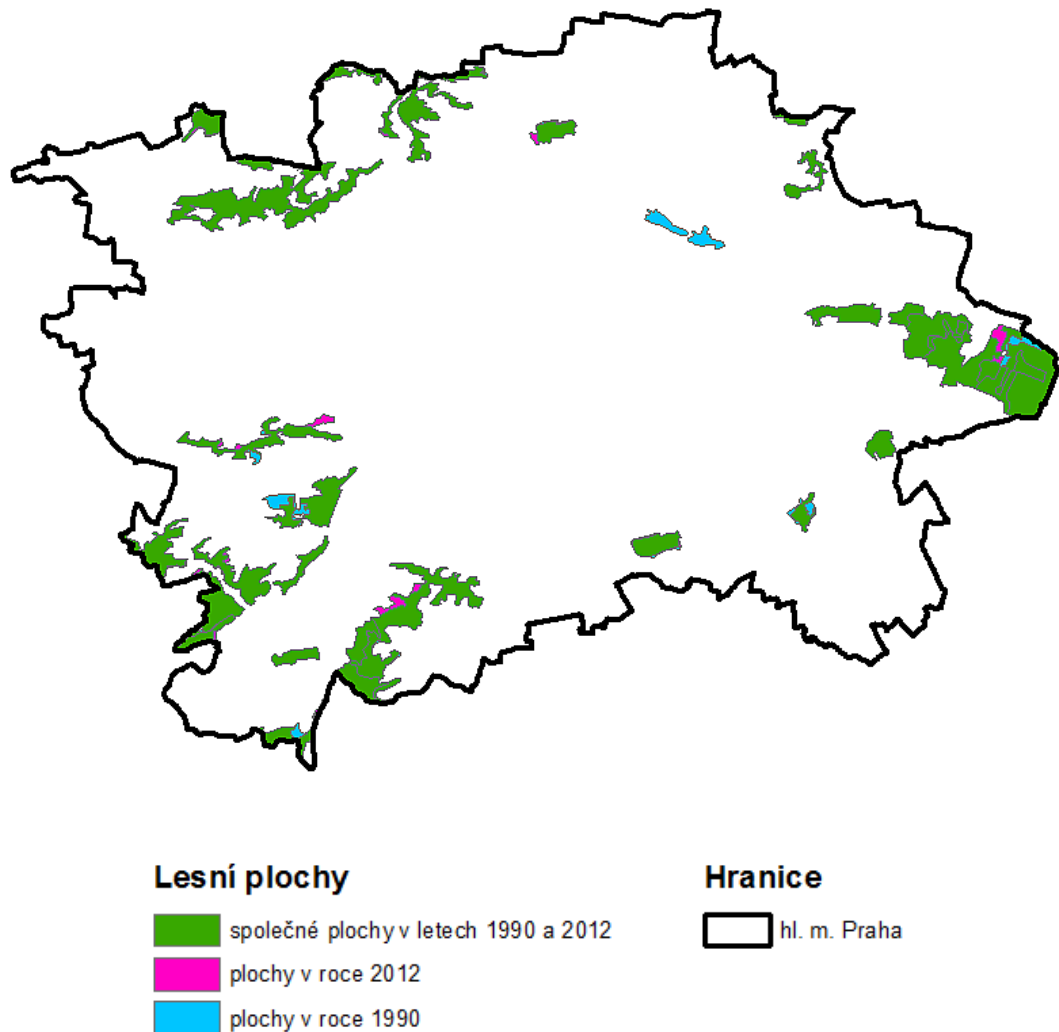 Lesní plochy
společné plochy v letech 1990 a 2012
plochy v roce 2012
plochy v roce 1990
Hranice
hl. m. Praha